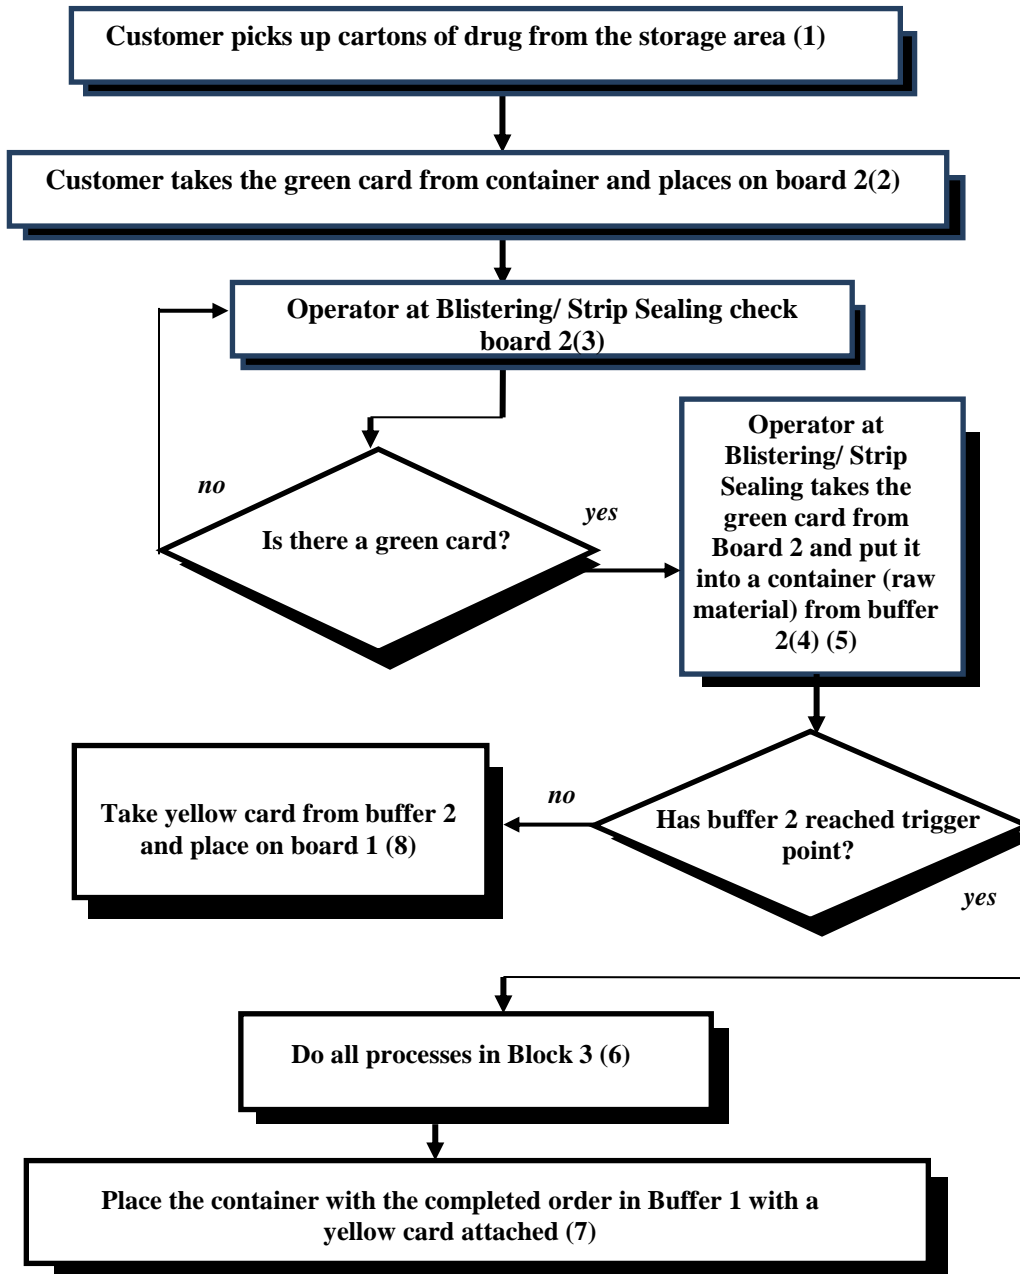 Customer picks up cartons of drug from the storage area (1)
Customer takes the green card from container and places on board 2(2)
Operator at Blistering/ Strip Sealing check
board 2(3)
no
Is there a green card?
yes
Operator at
Blistering/ Strip
Sealing takes the
green card from
Board 2 and put it
into a container (raw
material) from buffer
2(4) (5)
Take yellow card from buffer 2
and place on board 1 (8)
no
Has buffer 2 reached trigger
point?
yes
Do all processes in Block 3 (6)
Place the container with the completed order in Buffer 1 with a
yellow card attached (7)